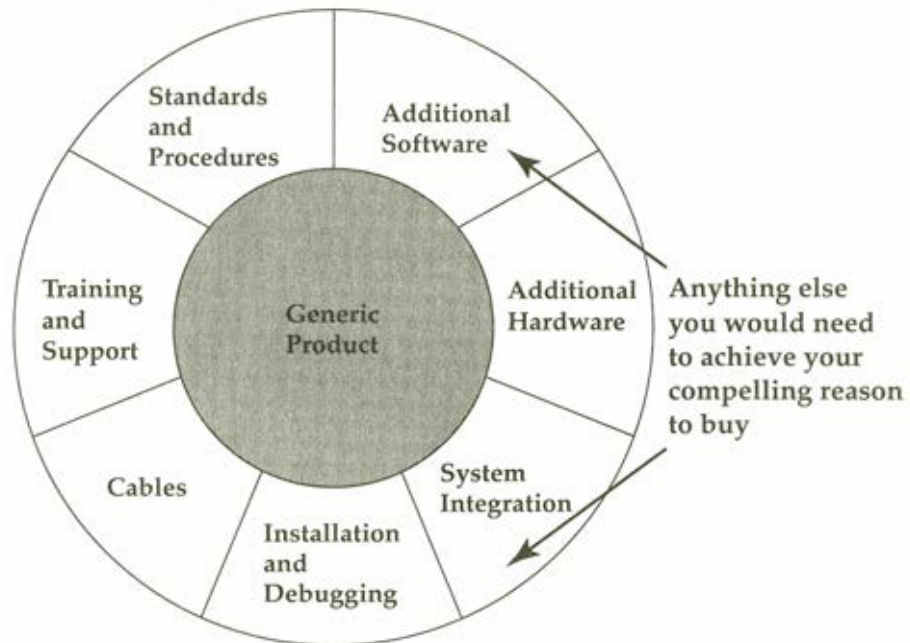 Standards
and
Procedures
Additional
Software
Training
and
Support
Generic
Product
Additional
Hardware
Anything else
you would need
to achieve your
compelling reason
to buy
Cables
System
Integration
Installation
and
Debugging